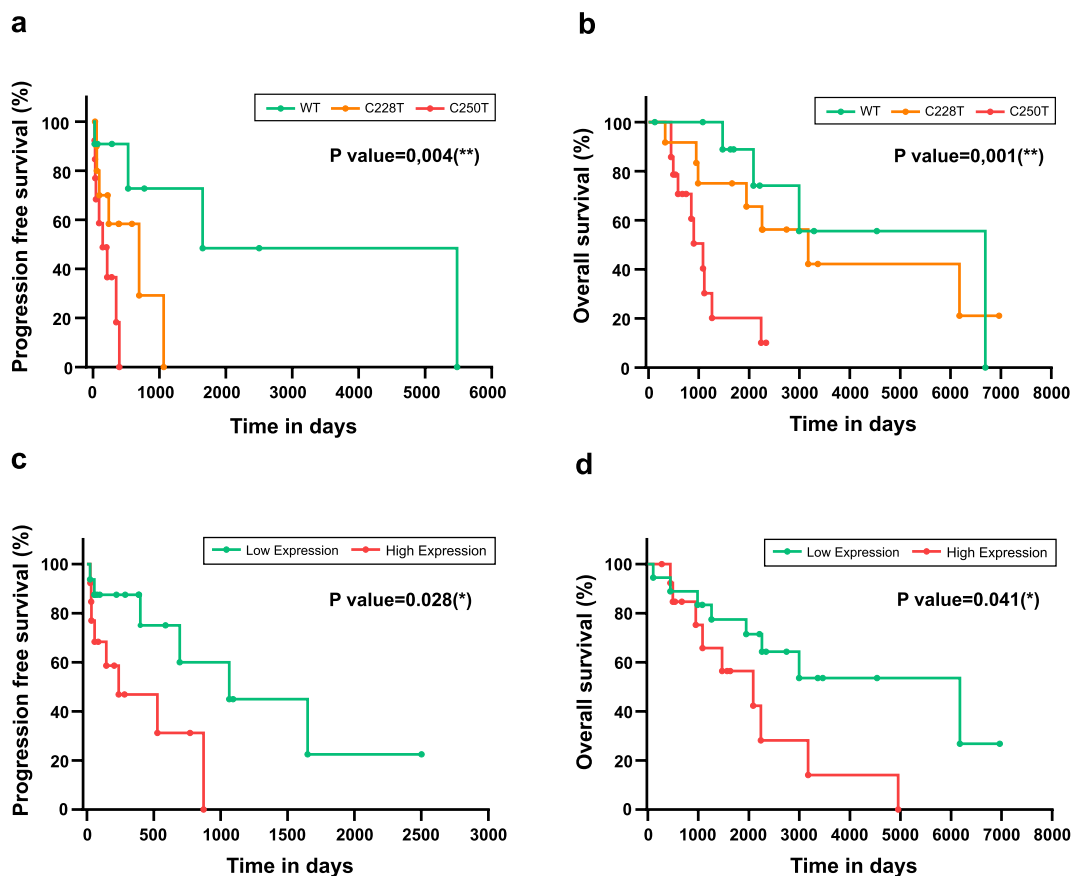 a
Progression free survival (%)
WT C228T C250T
P value=0,004(**)
100
80
60
40
20
0
0 1000 2000 3000 4000 5000 6000
Time in days
b
Overall survival (%)
WT C228T C250T
P value=0,001(**)
100
80
60
40
20
0
0 1000 2000 3000 4000 5000 6000 7000 8000
Time in days
c
Progression free survival (%)
Low Expression High Expression
P value=0.028(*)
100
80
60
40
20
0
0 500 1000 1500 2000 2500 3000
Time in days
d
Overall survival (%)
Low Expression High Expression
P value=0.041(*)
100
80
60
40
20
0
0 1000 2000 3000 4000 5000 6000 7000 8000
Time in days